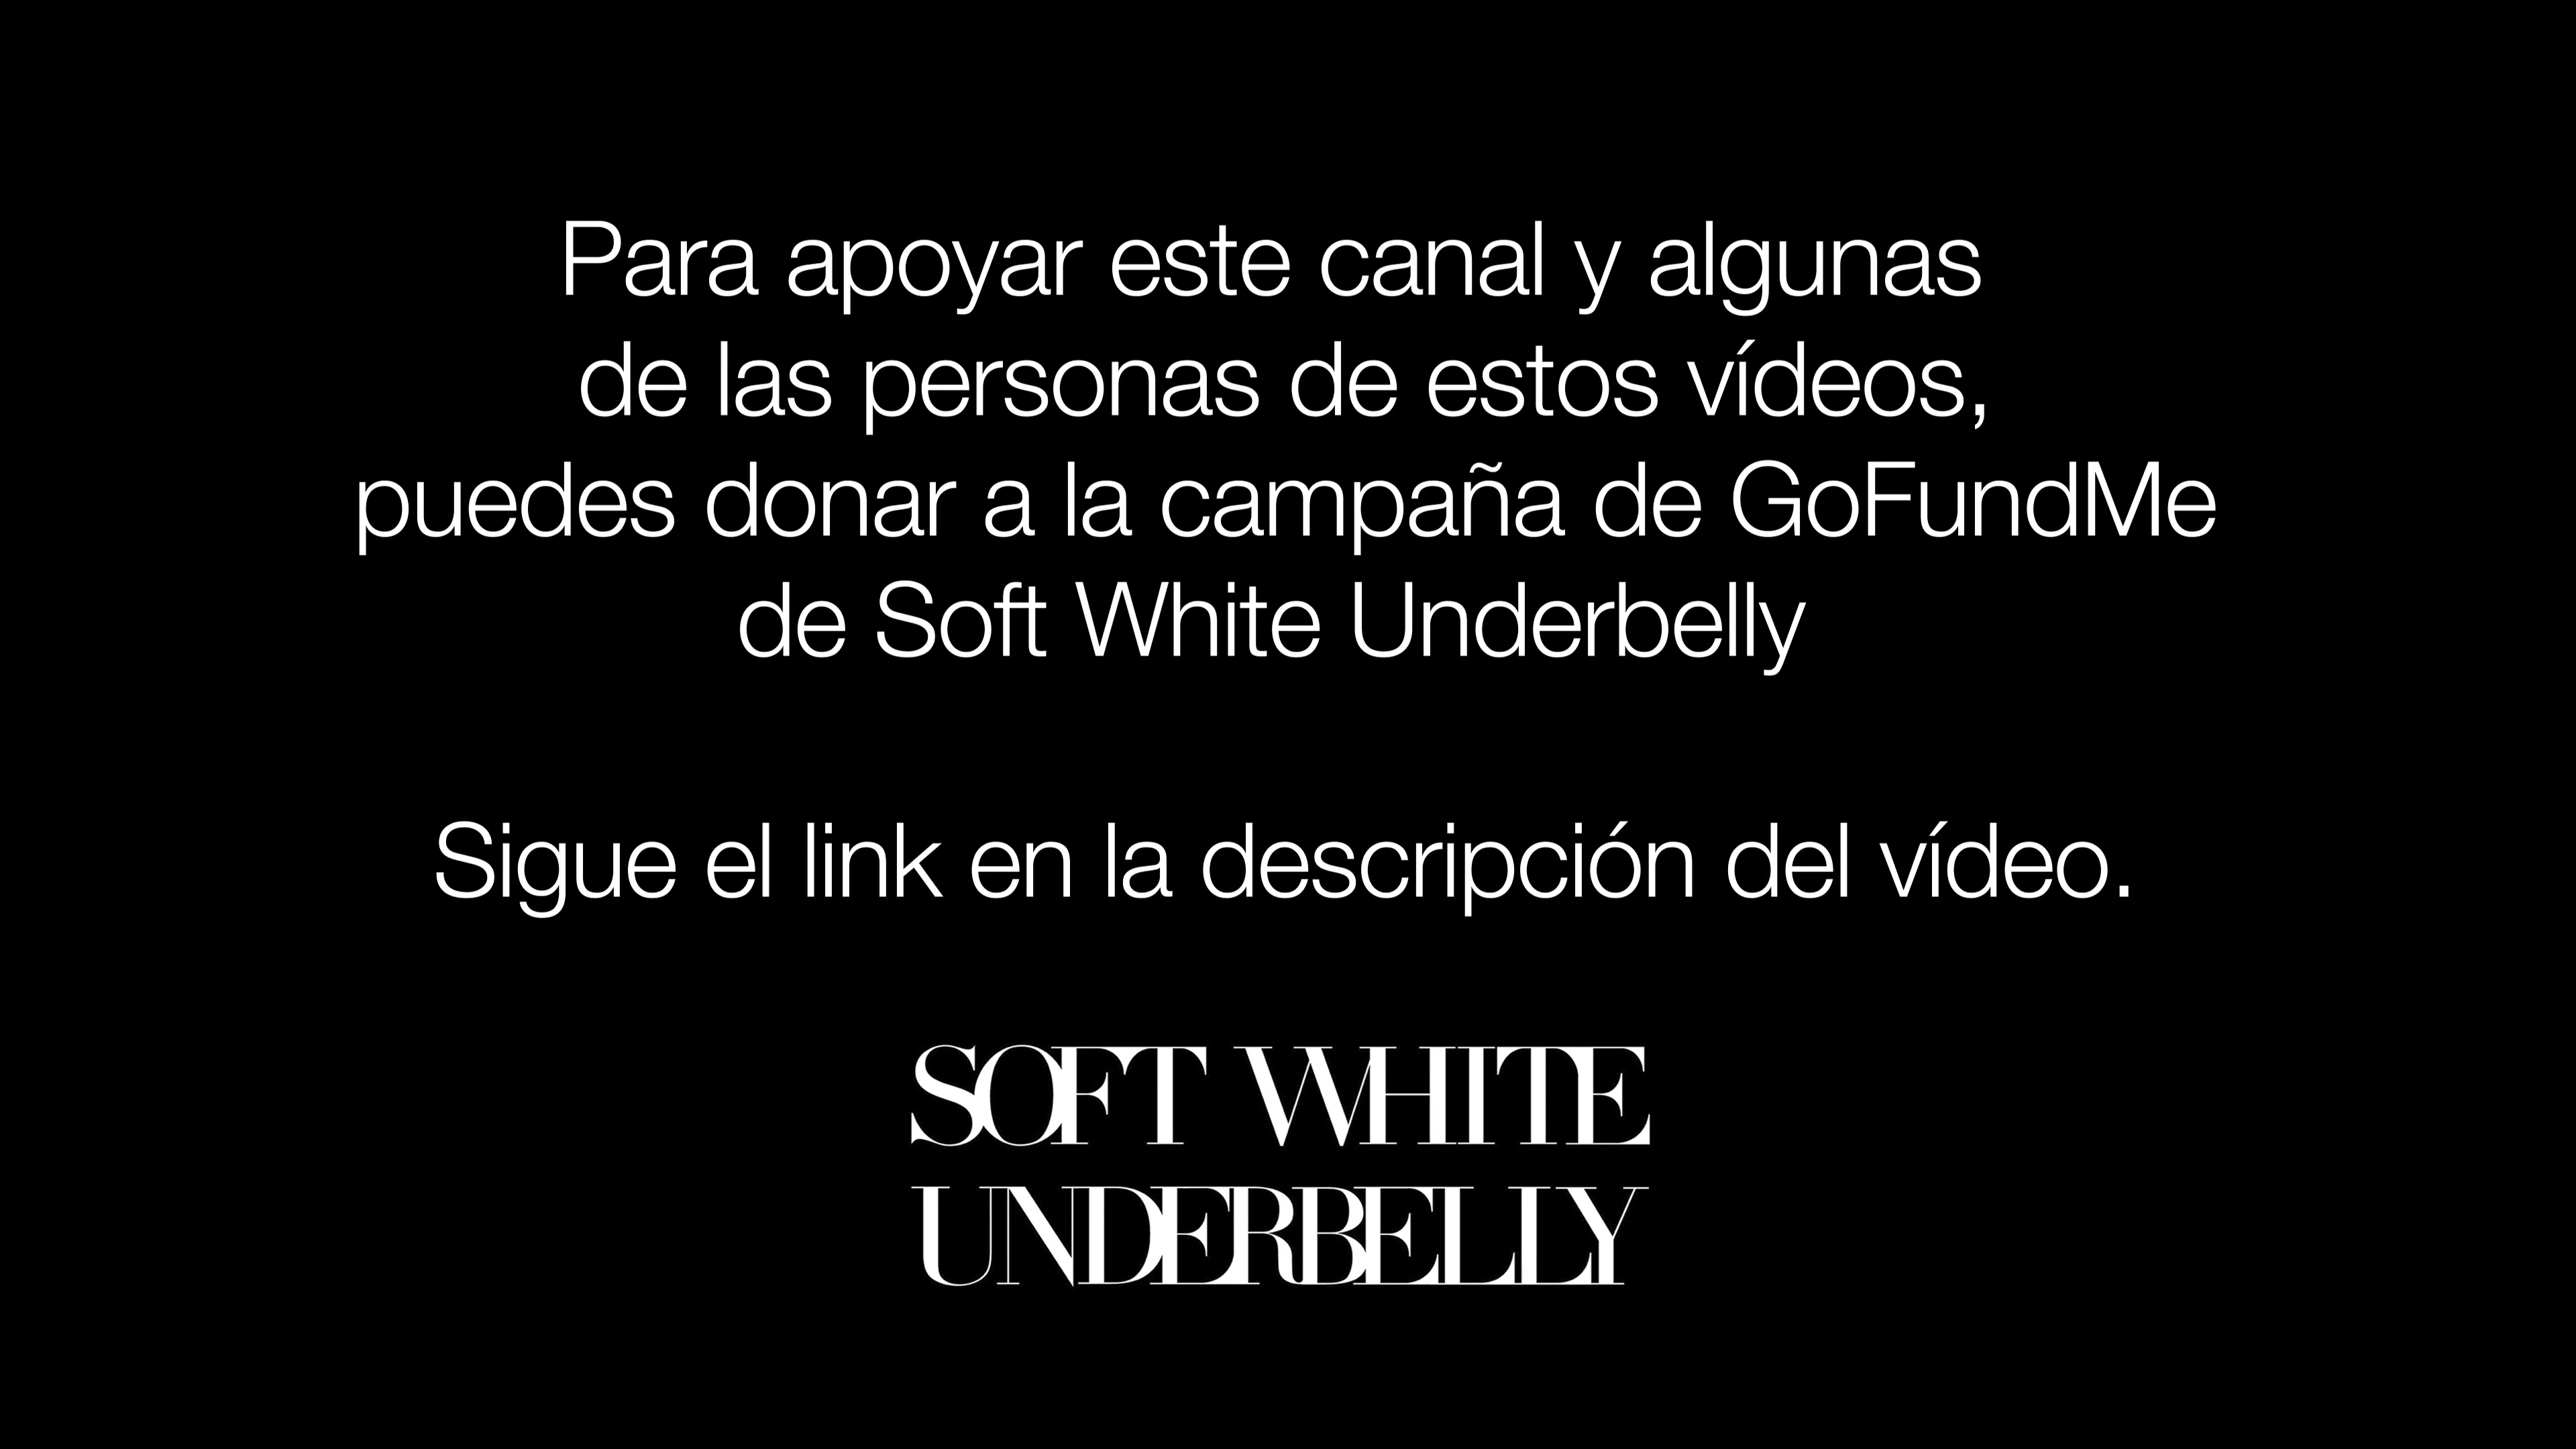 Para apoyar este canal y algunas
de las personas de estos vídeos,
puedes donar a la campaña de GoFundMe
de Soft White Underbelly
Sigue el link en la descripción del vídeo.
SOFT WHITE
UNDERBELLY